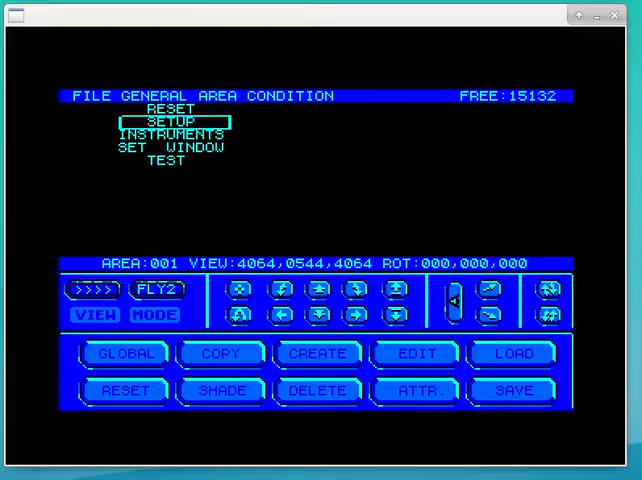 FILE GENERAL AREA CONDITION FREE:15132
RESET
SETUP
INSTRUMENTS
SET WINDOW
TEST
AREA:001 VIEW:4064,0544,4064 ROT:000,000,000
>>>> FLY2
VIEW MODE
GLOBAL COPY CREATE EDIT LOAD
RESET SHADE DELETE ATTR. SAVE